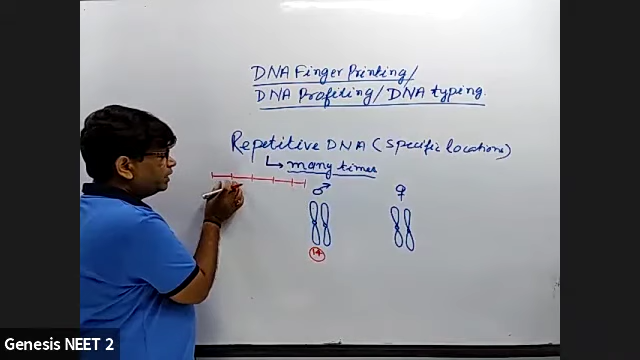 DNA Finger Printing/
DNA Profiling/ DNA typing.
Repetitive DNA (Specific locations)
↳ many times
♂ ♀
14
Genesis NEET 2